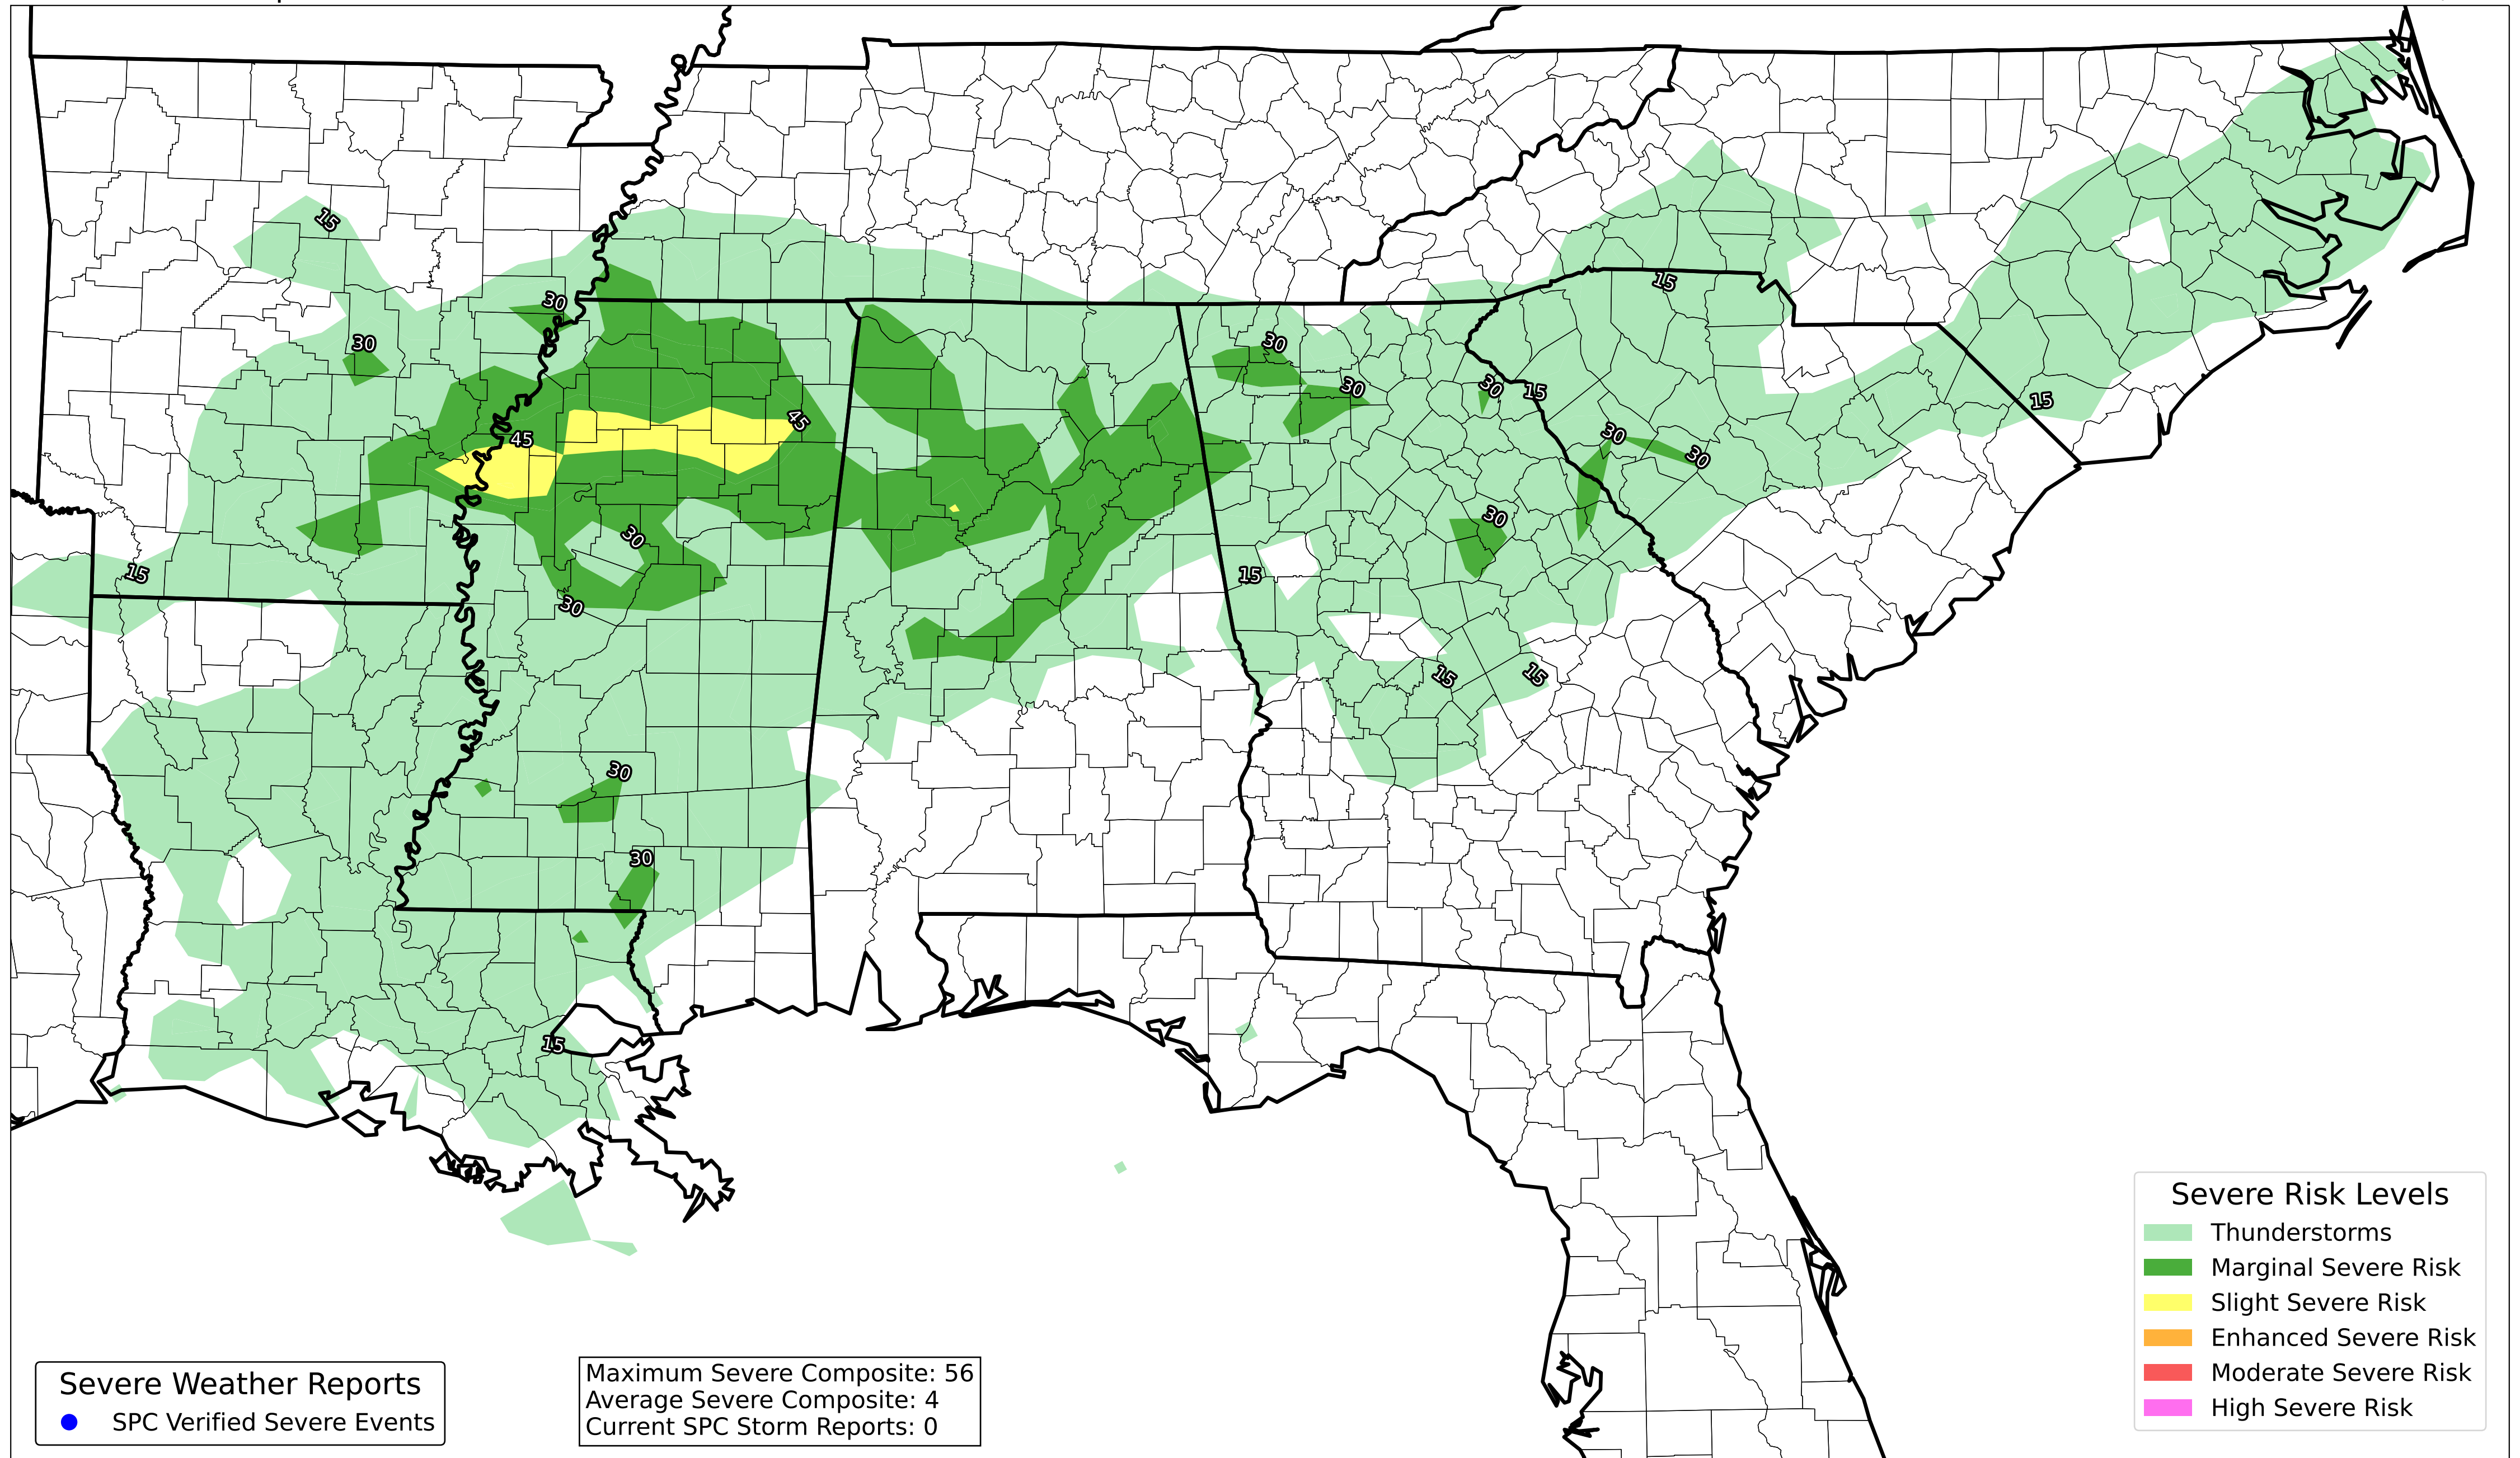 15
15
30
30
30
30
15
30
30
15
45
45
30
30
30
30
15
15
30
15
15
30
30
15
Severe Risk Levels
Thunderstorms
Marginal Severe Risk
Slight Severe Risk
Enhanced Severe Risk
Moderate Severe Risk
High Severe Risk
Severe Weather Reports
SPC Verified Severe Events
Maximum Severe Composite: 56
Average Severe Composite: 4
Current SPC Storm Reports: 0